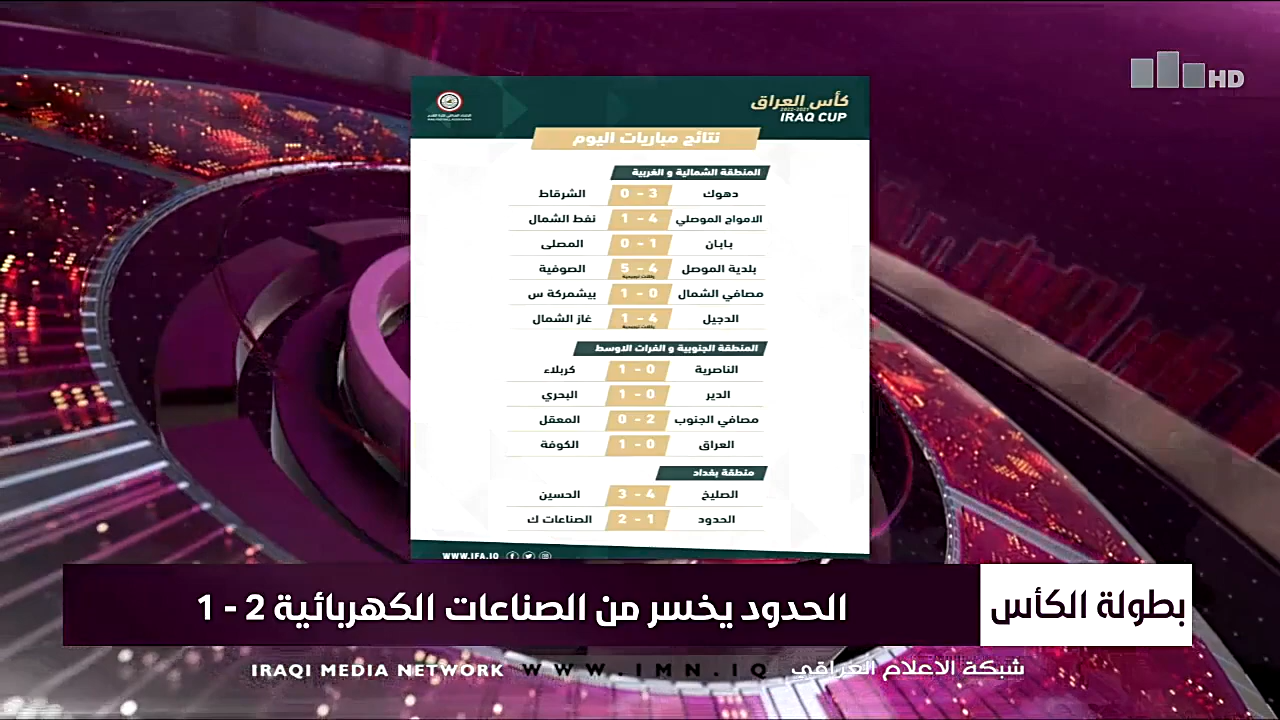 HD
كأس العراق
2022-2021
IRAQ CUP
نتائج مباريات اليوم
المنطقة الشمالية و الغربية
دهوك 3 - 0 الشرقاط
الامواج الموصلي 4 - 1 نفط الشمال
بابان 1 - 0 المصلى
بلدية الموصل 4 - 5 الصوفية
مصافي الشمال 0 - 1 بيشمركة س
الدجيل 4 - 1 غاز الشمال
المنطقة الجنوبية و الفرات الاوسط
الناصرية 0 - 1 كربلاء
الدير 0 - 1 البحري
مصافي الجنوب 2 - 0 المعقل
العراق 0 - 1 الكوفة
منطقة بغداد
الصليخ 4 - 3 الحسين
الحدود 1 - 2 الصناعات ك
WWW.IFA.IQ
بطولة الكأس
الحدود يخسر من الصناعات الكهربائية 2 - 1
شبكة الاعلام العراقي WWW.IMN.IQ IRAQI MEDIA NETWORK